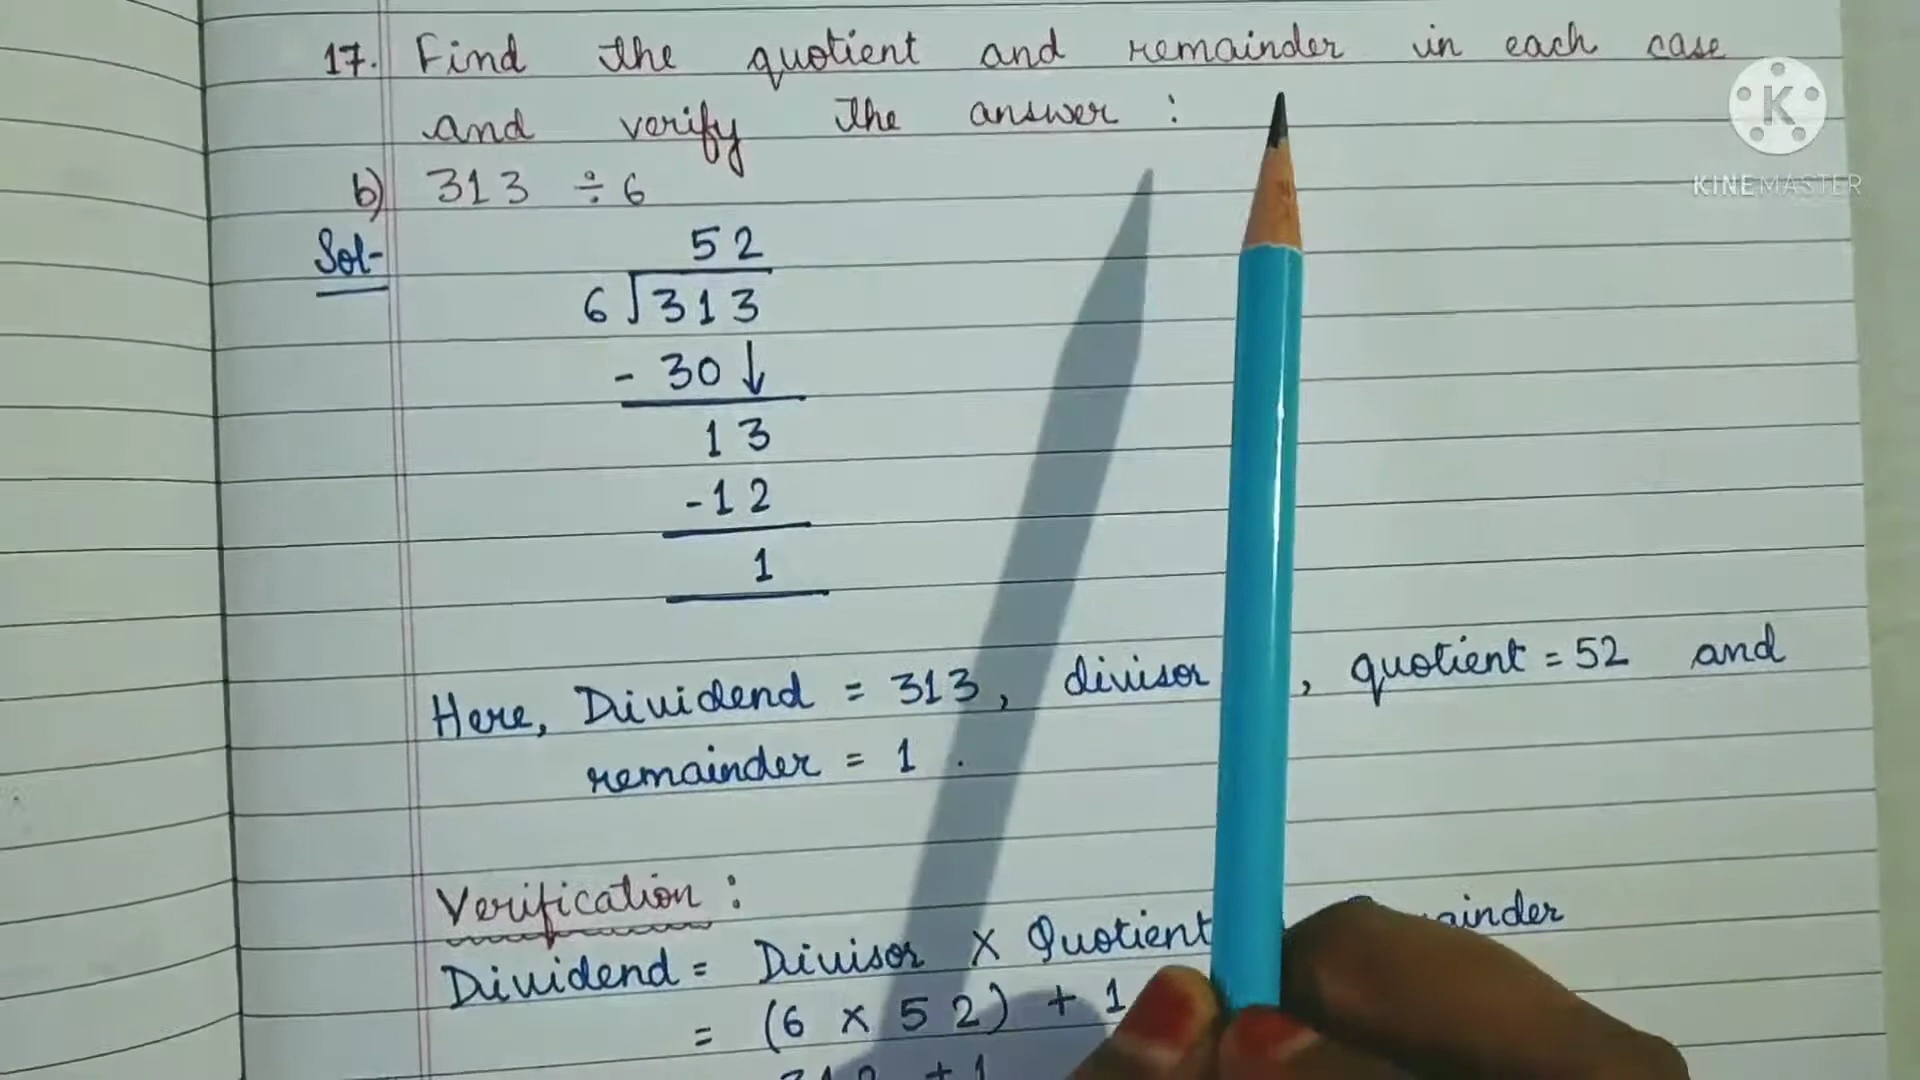 17. Find the quotient and remainder in each case
and verify the answer :
b) 313 ÷ 6
Sol-
52
6 313
- 30 ↓
13
-12
1
Here, Dividend = 313, divisor , quotient = 52 and
remainder = 1 .
Verification :
Dividend = Divisor X Quotient
= (6 x 52) + 1
K
KINEMASTER